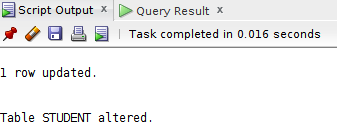 Script Output Query Result
Task completed in 0.016 seconds
1 row updated.
Table STUDENT altered.